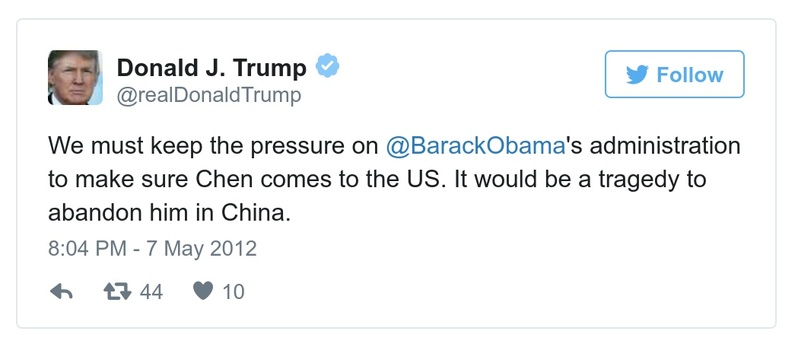 Donald J. Trump
@realDonaldTrump
Follow
We must keep the pressure on @BarackObama's administration
to make sure Chen comes to the US. It would be a tragedy to
abandon him in China.
8:04 PM - 7 May 2012
44 10